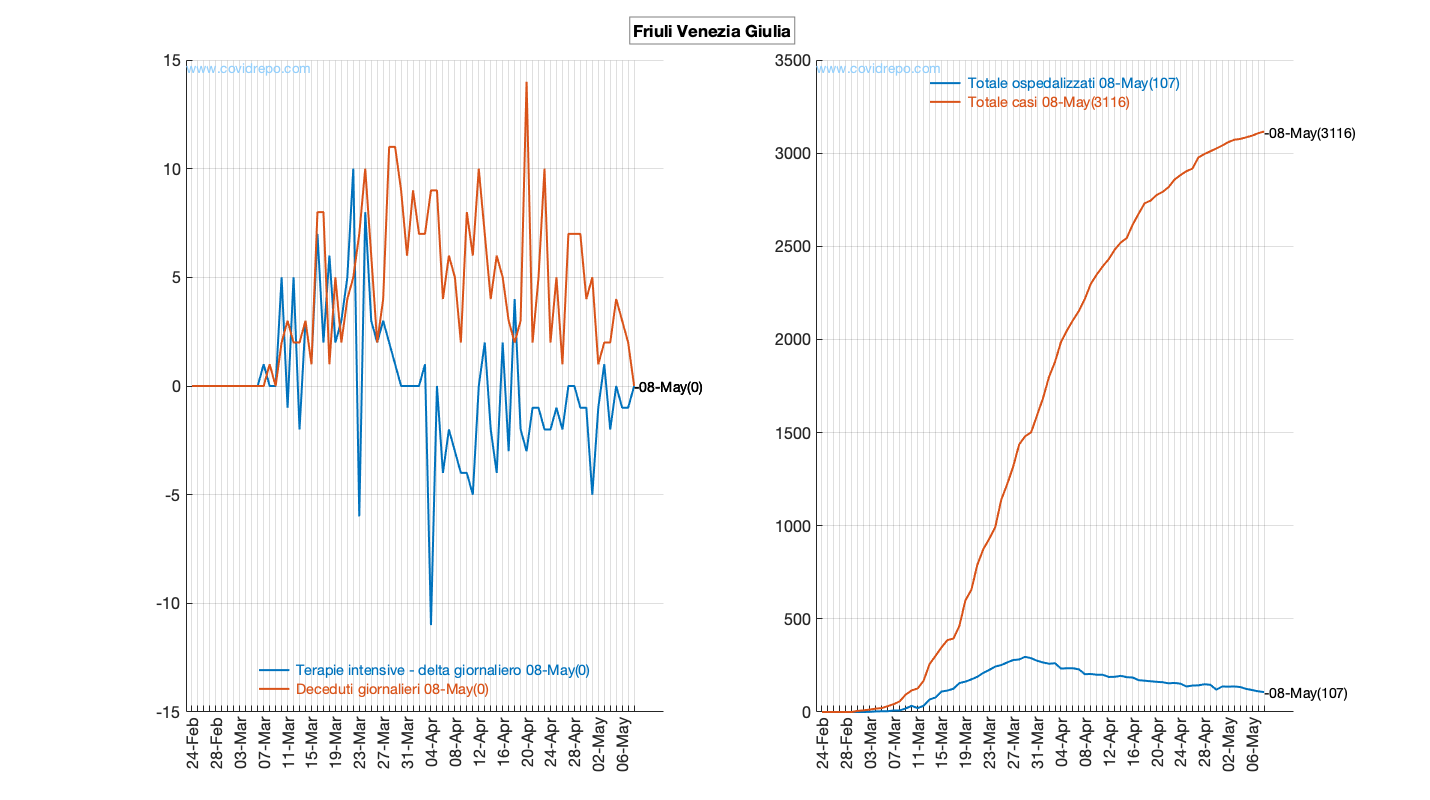 Friuli Venezia Giulia
www.covidrepo.com
15
10
5
0
-5
-10
-15
-08-May(0)
Terapie intensive - delta giornaliero 08-May(0)
Deceduti giornalieri 08-May(0)
24-Feb
28-Feb
03-Mar
07-Mar
11-Mar
15-Mar
19-Mar
23-Mar
27-Mar
31-Mar
04-Apr
08-Apr
12-Apr
16-Apr
20-Apr
24-Apr
28-Apr
02-May
06-May
www.covidrepo.com
3500
3000
2500
2000
1500
1000
500
0
Totale ospedalizzati 08-May(107)
Totale casi 08-May(3116)
-08-May(3116)
-08-May(107)
24-Feb
28-Feb
03-Mar
07-Mar
11-Mar
15-Mar
19-Mar
23-Mar
27-Mar
31-Mar
04-Apr
08-Apr
12-Apr
16-Apr
20-Apr
24-Apr
28-Apr
02-May
06-May